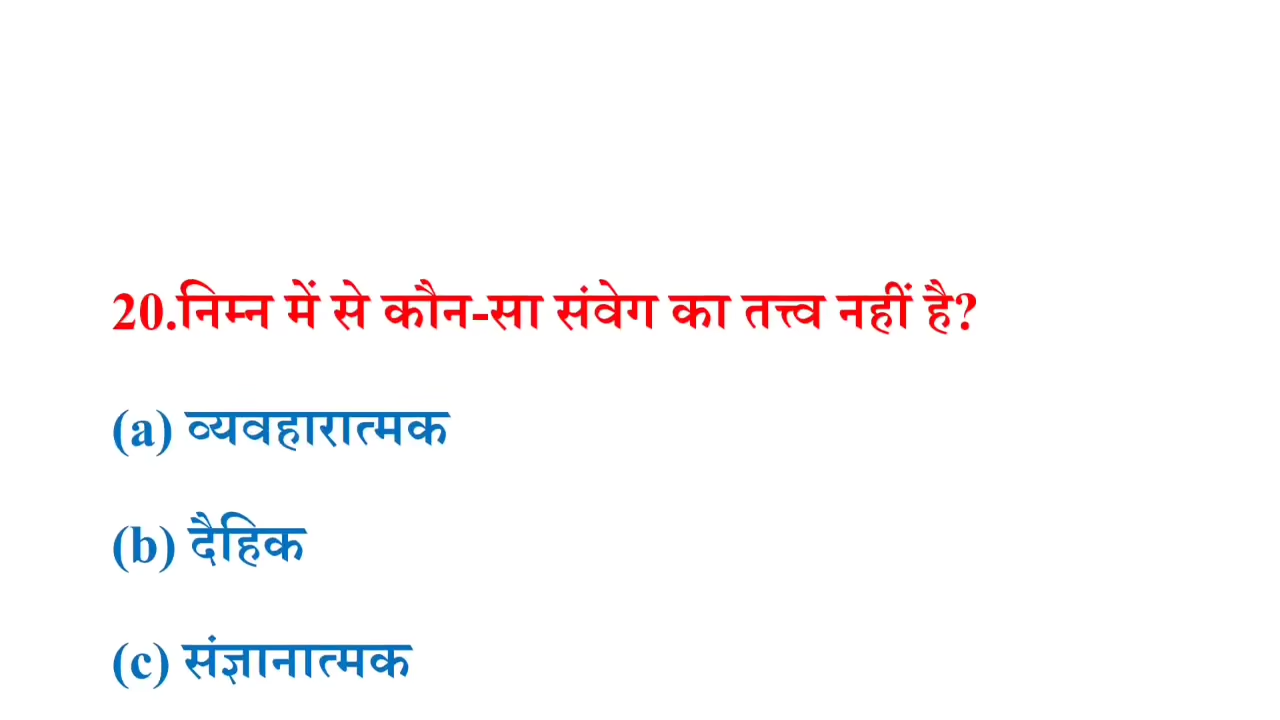 20.निम्न में से कौन-सा संवेग का तत्त्व नहीं है?
(a) व्यवहारात्मक
(b) दैहिक
(c) संज्ञानात्मक